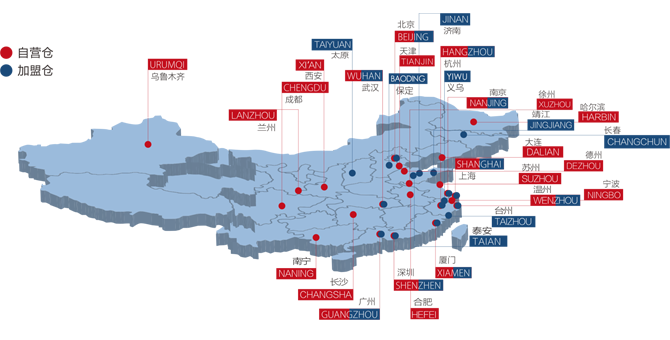 自营仓
加盟仓
URUMQI
乌鲁木齐
LANZHOU
兰州
XI'AN
西安
CHENGDU
成都
TAIYUAN
太原
WUHAN
武汉
北京
BEIJING
JINAN
济南
天津
TIANJIN
BAODING
保定
HANGZHOU
杭州
YIWU
义乌
南京
NANJING
徐州
XUZHOU
靖江
JINGJIANG
哈尔滨
HARBIN
长春
CHANGCHUN
大连
DALIAN
SHANGHAI
上海
德州
DEZHOU
苏州
SUZHOU
温州
WENZHOU
宁波
NINGBO
台州
TAIZHOU
泰安
TAIAN
厦门
XIAMEN
深圳
SHENZHEN
合肥
HEFEI
广州
GUANGZHOU
长沙
CHANGSHA
南宁
NANING